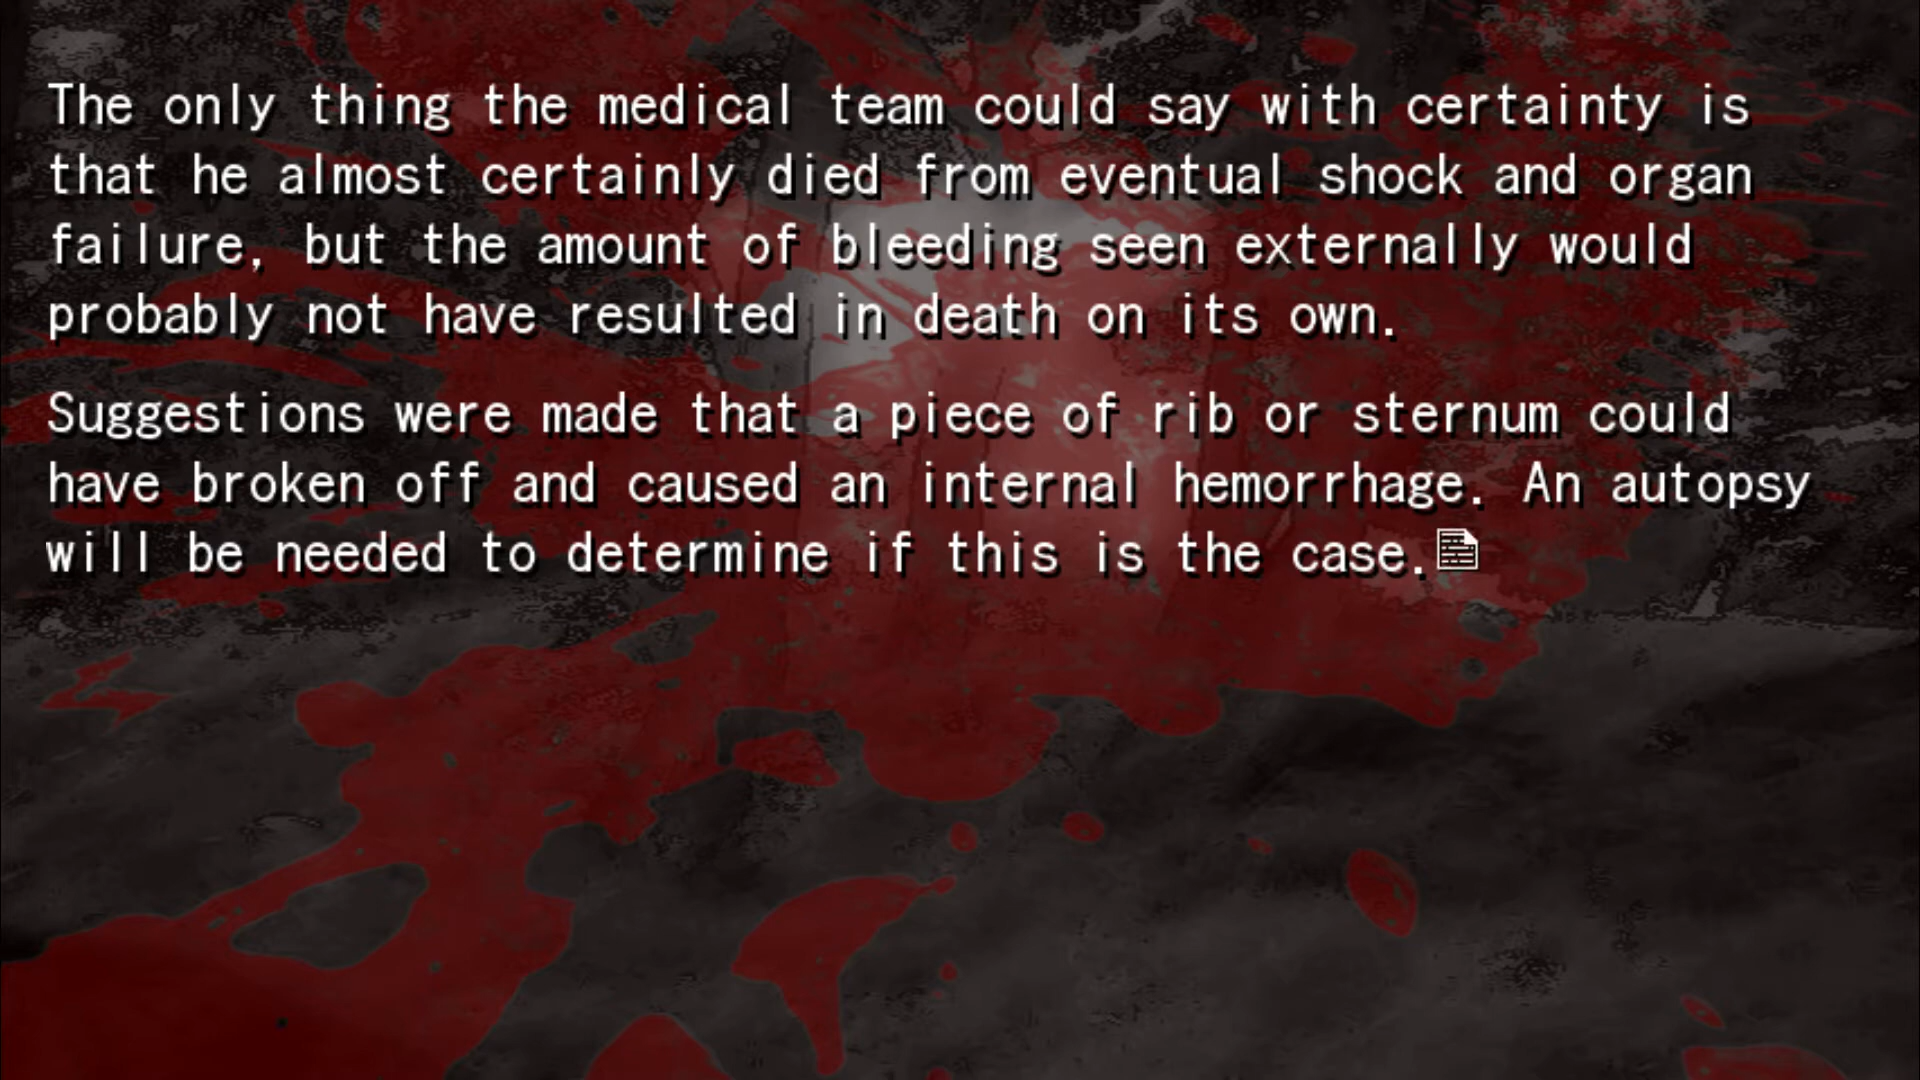 The only thing the medical team could say with certainty is
that he almost certainly died from eventual shock and organ
failure, but the amount of bleeding seen externally would
probably not have resulted in death on its own.
Suggestions were made that a piece of rib or sternum could
have broken off and caused an internal hemorrhage. An autopsy
will be needed to determine if this is the case.